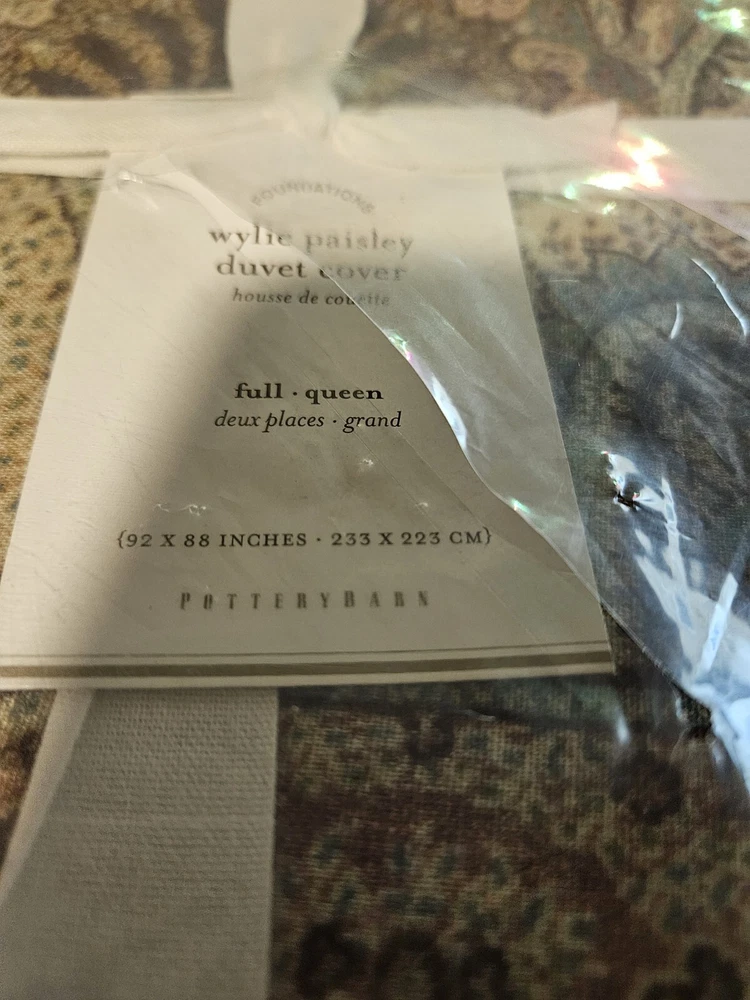 FOUNDATIONS
wylie paisley
duvet cover
housse de couette
full · queen
deux places · grand
{92 X 88 INCHES · 233 X 223 CM}
POTTERYBARN